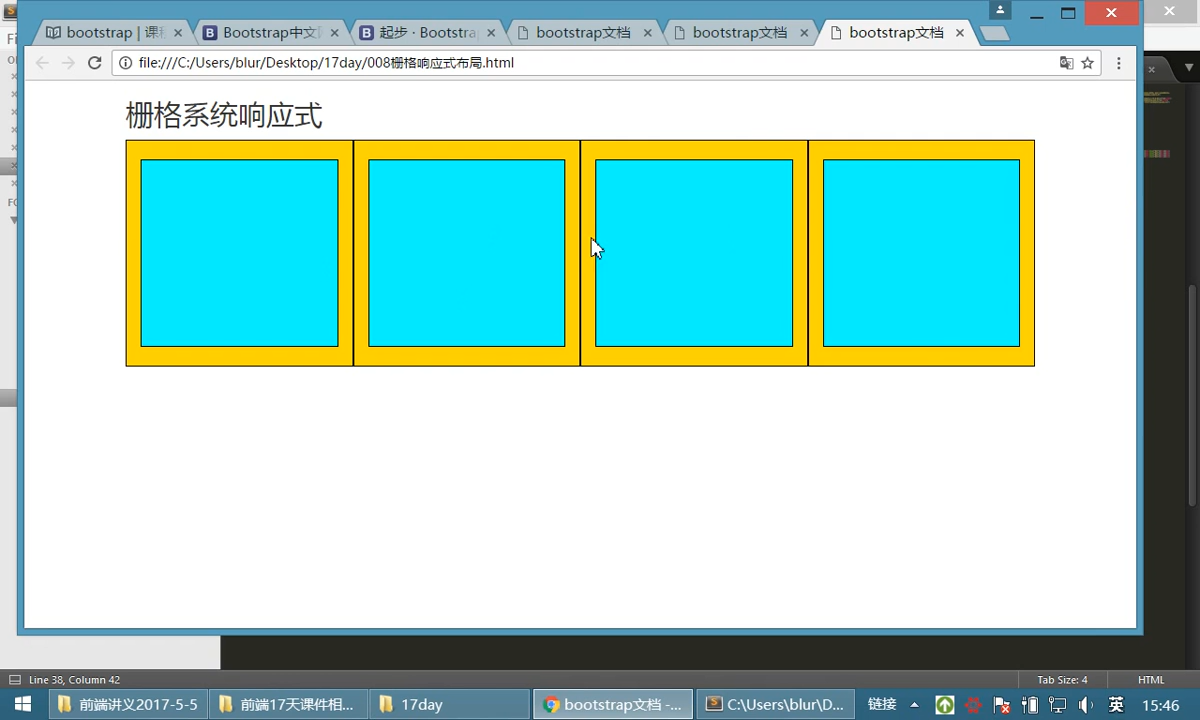 bootstrap | 课
Bootstrap中文
起步 · Bootstra
bootstrap文档
bootstrap文档
bootstrap文档
file:///C:/Users/blur/Desktop/17day/008栅格响应式布局.html
栅格系统响应式
Line 38, Column 42
Tab Size: 4
HTML
前端讲义2017-5-5
前端17天课件相...
17day
bootstrap文档 -...
C:\Users\blur\D...
链接
英
15:46